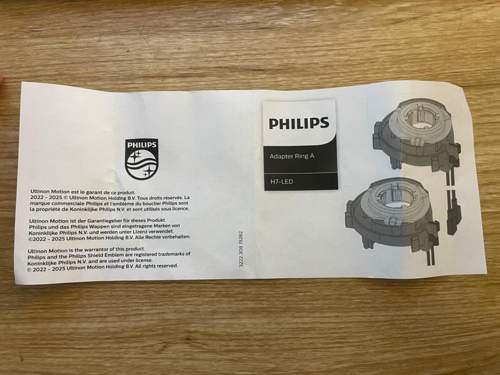 PHILIPS
Ultinon Motion est le garant de ce produit.
2022 - 2025 © Ultinon Motion Holding B.V. Tous droits réservés. La
marque commerciale Philips et l'emblème du bouclier Philips sont
la propriété de Koninklijke Philips N.V. et sont utilisés sous licence.
Ultinon Motion ist der Garantiegeber für dieses Produkt.
Philips und das Philips Wappen sind eingetragene Marken von
Koninklijke Philips N.V. und werden unter Lizenz verwendet.
©2022 - 2025 Ultinon Motion Holding B.V. Alle Rechte vorbehalten.
Ultinon Motion is the warrantor of this product.
Philips and the Philips Shield Emblem are registered trademarks of
Koninklijke Philips N.V. and are used under license.
© 2022 - 2025 Ultinon Motion Holding B.V. All rights reserved.
PHILIPS
Adapter Ring A
H7-LED